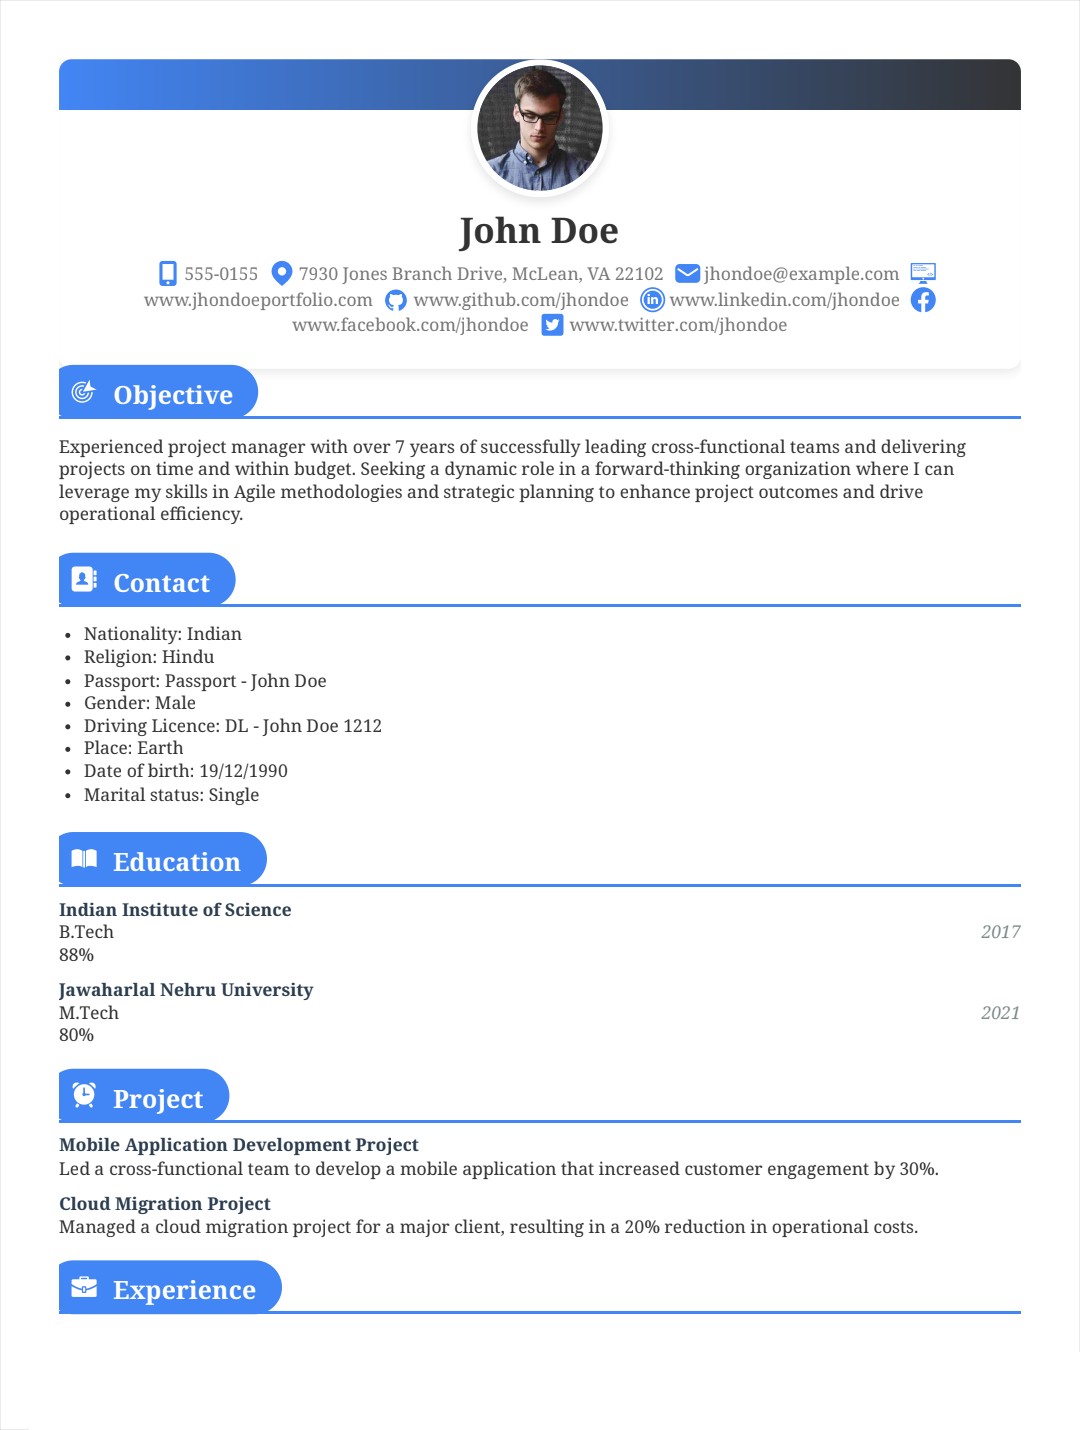 John Doe
555-0155 7930 Jones Branch Drive, McLean, VA 22102 jhondoe@example.com
www.jhondoeportfolio.com www.github.com/jhondoe www.linkedin.com/jhondoe
www.facebook.com/jhondoe www.twitter.com/jhondoe
Objective
Experienced project manager with over 7 years of successfully leading cross-functional teams and delivering
projects on time and within budget. Seeking a dynamic role in a forward-thinking organization where I can
leverage my skills in Agile methodologies and strategic planning to enhance project outcomes and drive
operational efficiency.
Contact
• Nationality: Indian
• Religion: Hindu
• Passport: Passport - John Doe
• Gender: Male
• Driving Licence: DL - John Doe 1212
• Place: Earth
• Date of birth: 19/12/1990
• Marital status: Single
Education
Indian Institute of Science
B.Tech 2017
88%
Jawaharlal Nehru University
M.Tech 2021
80%
Project
Mobile Application Development Project
Led a cross-functional team to develop a mobile application that increased customer engagement by 30%.
Cloud Migration Project
Managed a cloud migration project for a major client, resulting in a 20% reduction in operational costs.
Experience